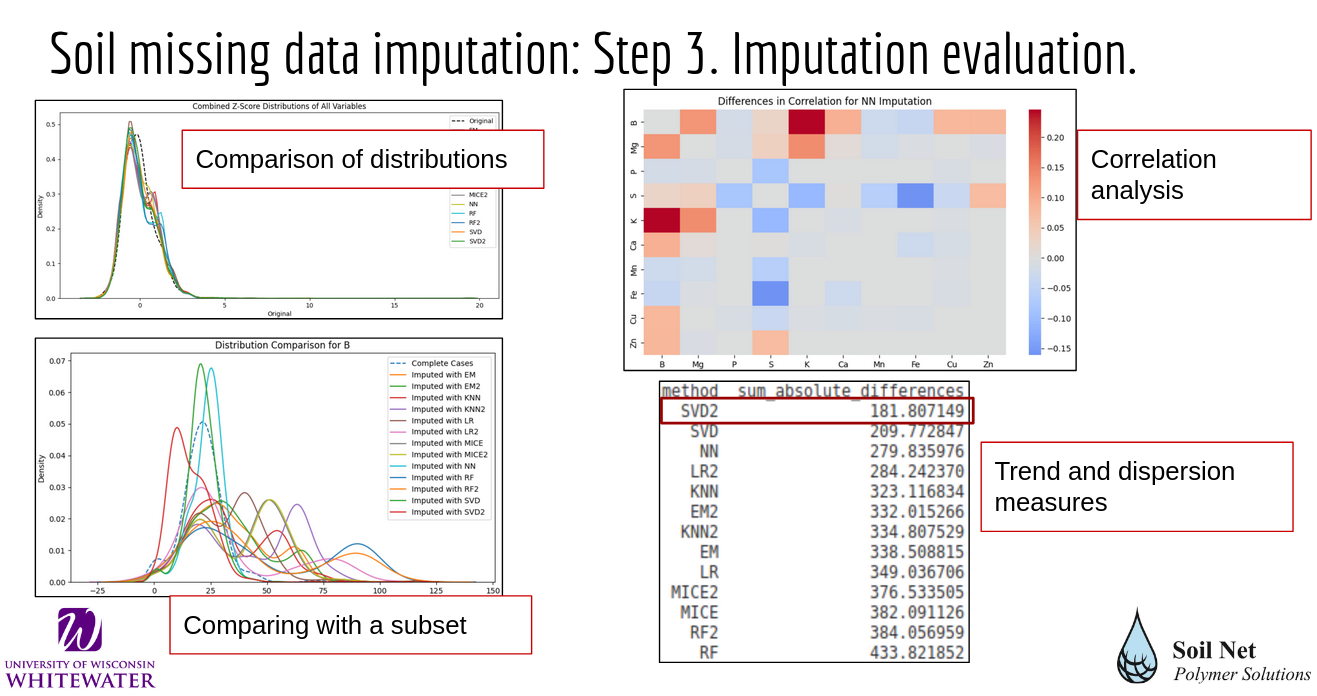 Soil missing data imputation: Step 3. Imputation evaluation.
Combined Z-Score Distributions of All Variables
Density
0.5
0.4
0.3
0.2
0.1
0.0
0
5
10
15
20
Original
Original
MICE2
NN
RF
RF2
SVD
SVD2
Comparison of distributions
Differences in Correlation for NN Imputation
B
Mg
P
S
K
Ca
Mn
Fe
Cu
Zn
B
Mg
P
S
K
Ca
Mn
Fe
Cu
Zn
0.20
0.15
0.10
0.05
0.00
−0.05
−0.10
−0.15
Correlation
analysis
Distribution Comparison for B
Density
0.07
0.06
0.05
0.04
0.03
0.02
0.01
0.00
−25
0
25
50
75
100
125
150
Complete Cases
Imputed with EM
Imputed with EM2
Imputed with KNN
Imputed with KNN2
Imputed with LR
Imputed with LR2
Imputed with MICE
Imputed with MICE2
Imputed with NN
Imputed with RF
Imputed with RF2
Imputed with SVD
Imputed with SVD2
Comparing with a subset
method sum_absolute_differences
SVD2 181.807149
SVD 209.772847
NN 279.835976
LR2 284.242370
KNN 323.116834
EM2 332.015266
KNN2 334.807529
EM 338.508815
LR 349.036706
MICE2 376.533505
MICE 382.091126
RF2 384.056959
RF 433.821852
Trend and dispersion
measures
UNIVERSITY OF WISCONSIN
WHITEWATER
Soil Net
Polymer Solutions